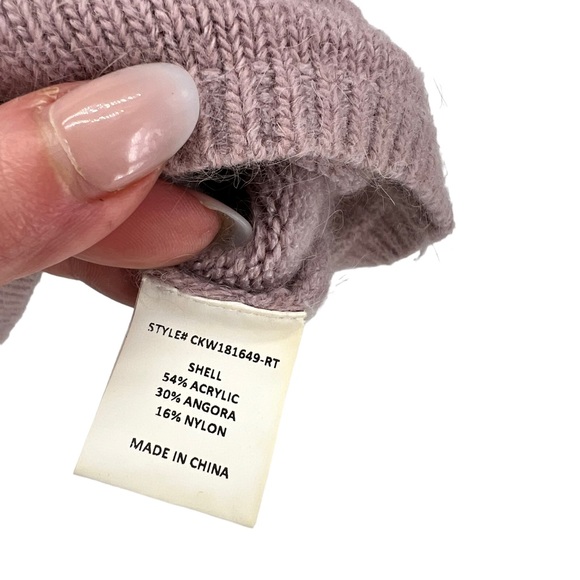 STYLE# CKW181649-RT
SHELL
54% ACRYLIC
30% ANGORA
16% NYLON
MADE IN CHINA